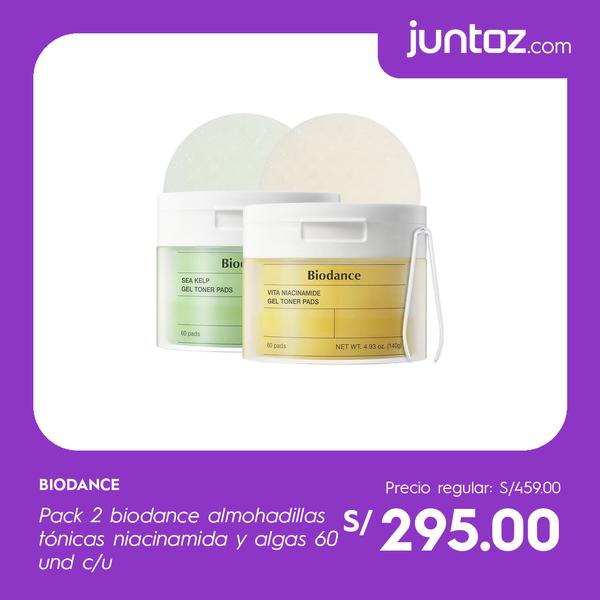 juntoz.com
Biodance
SEA KELP
GEL TONER PADS
60 pads
Biodance
VITA NIACINAMIDE
GEL TONER PADS
60 pads
NET WT. 4.93 oz. (140g)
BIODANCE
Pack 2 biodance almohadillas
tónicas niacinamida y algas 60
und c/u
Precio regular: S/459.00
S/ 295.00